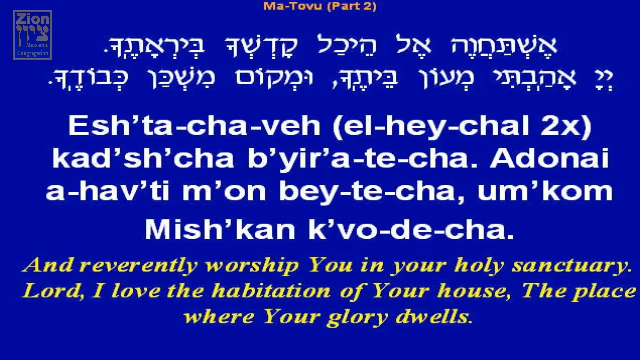 Ma-Tovu (Part 2)
Zion
ציון
Messianic
Congregation
אֶשְׁתַּחֲוֶה אֶל הֵיכַל קָדְשְׁךָ בְּיִרְאָתֶךָ.
יְיָ אָהַבְתִּי מְעוֹן בֵּיתֶךָ, וּמְקוֹם מִשְׁכַּן כְּבוֹדֶךָ.
Esh’ta-cha-veh (el-hey-chal 2x)
kad’sh’cha b’yir’a-te-cha. Adonai
a-hav’ti m’on bey-te-cha, um’kom
Mish’kan k’vo-de-cha.
And reverently worship You in your holy sanctuary.
Lord, I love the habitation of Your house, The place
where Your glory dwells.